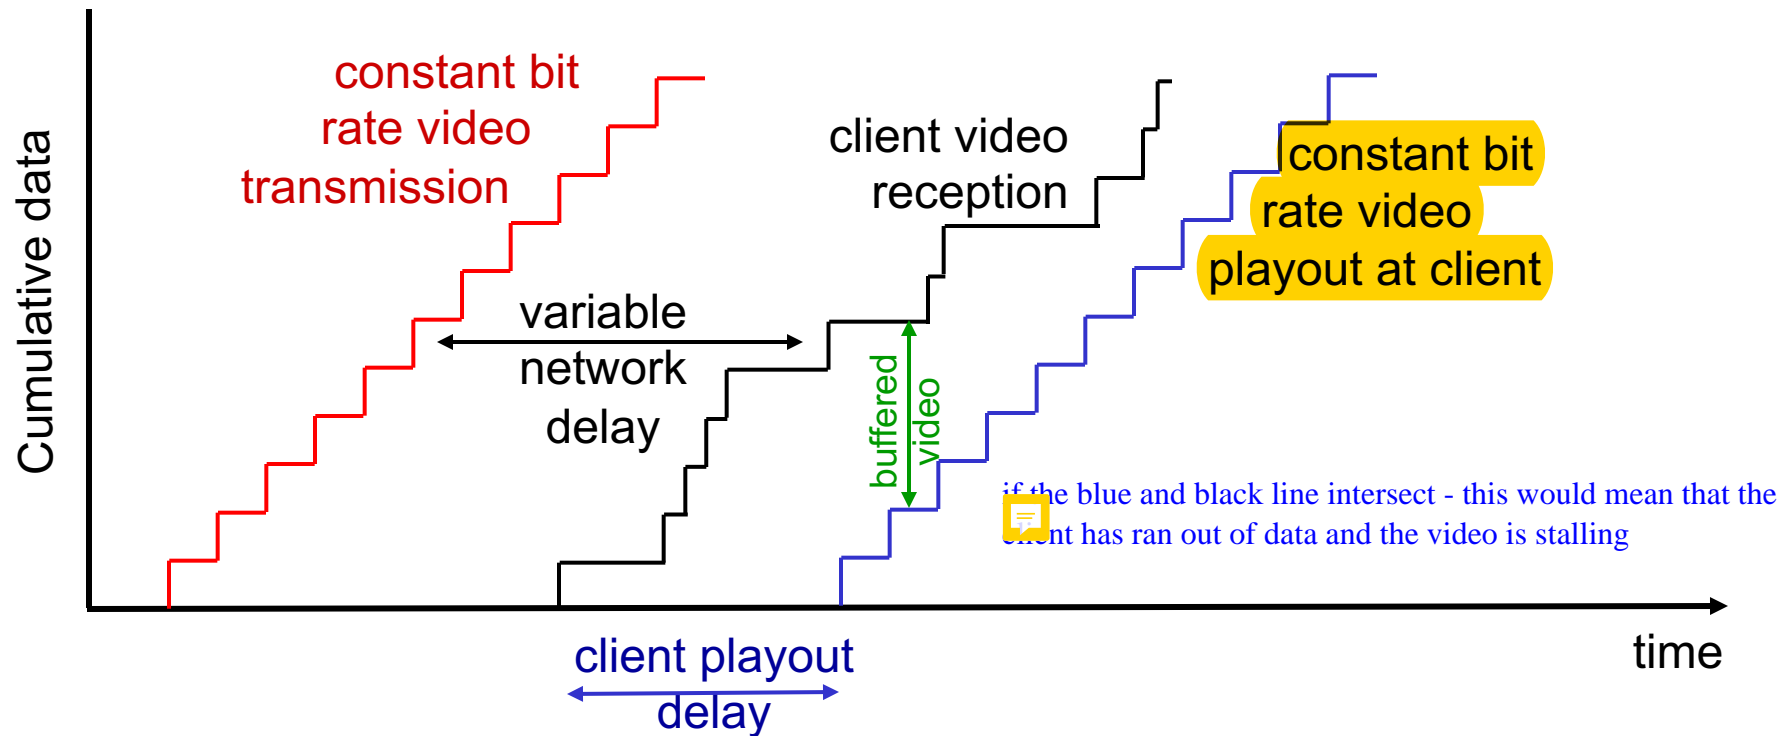 constant bit
rate video
transmission
client video
reception
constant bit
rate video
playout at client
Cumulative data
variable
network
delay
buffered
video
if the blue and black line intersect - this would mean that the
client has ran out of data and the video is stalling
time
client playout
delay